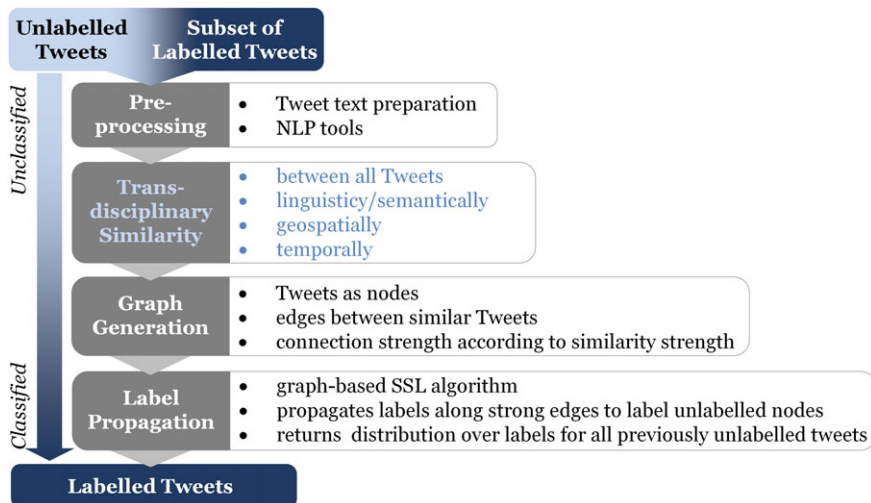 Unlabelled
Tweets
Subset of
Labelled Tweets
Unclassified
Pre-
processing
• Tweet text preparation
• NLP tools
Trans-
disciplinary
Similarity
• between all Tweets
• linguisticy/semantically
• geospatially
• temporally
Graph
Generation
• Tweets as nodes
• edges between similar Tweets
• connection strength according to similarity strength
Classified
Label
Propagation
• graph-based SSL algorithm
• propagates labels along strong edges to label unlabelled nodes
• returns distribution over labels for all previously unlabelled tweets
Labelled Tweets